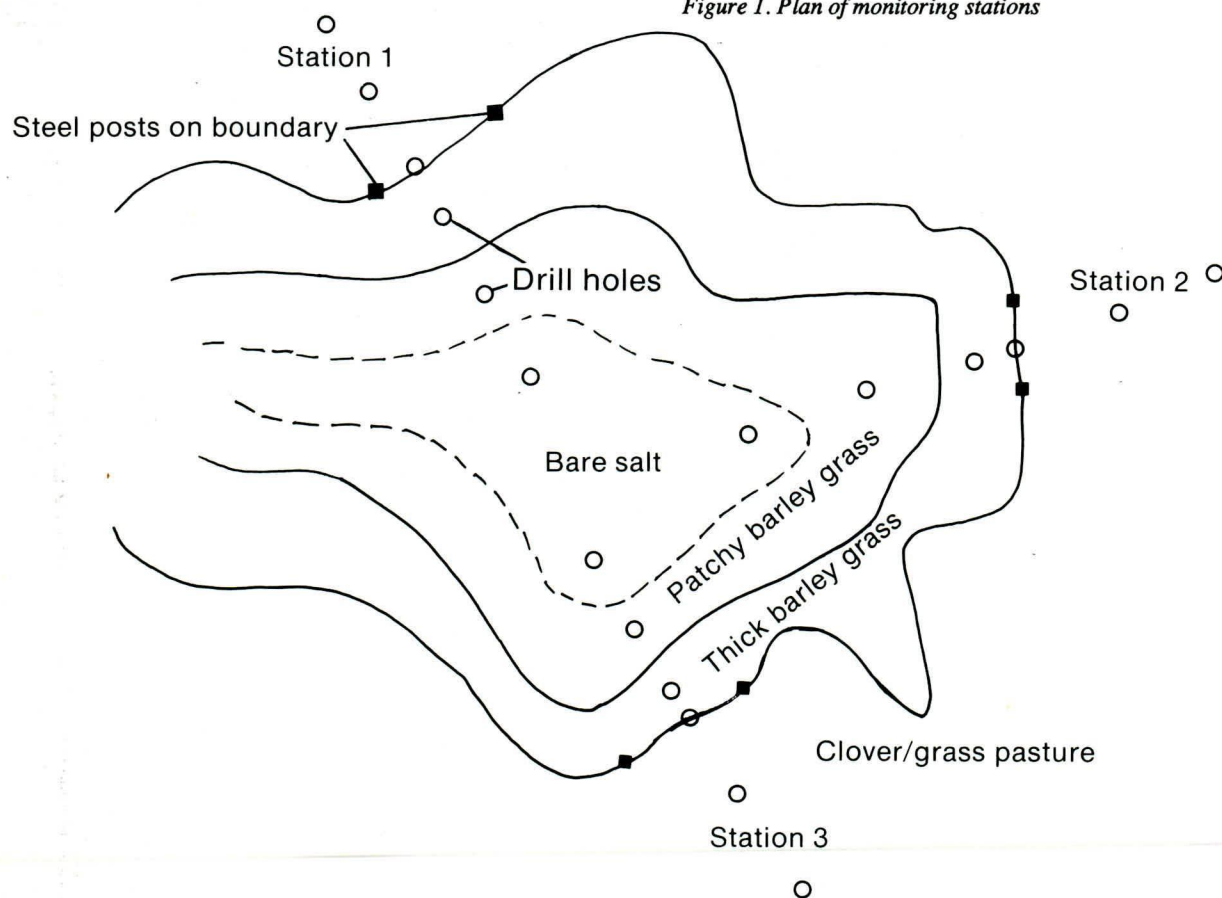 Figure 1. Plan of monitoring stations
Station 1
Steel posts on boundary
Drill holes
Station 2
Bare salt
Patchy barley grass
Thick barley grass
Clover/grass pasture
Station 3